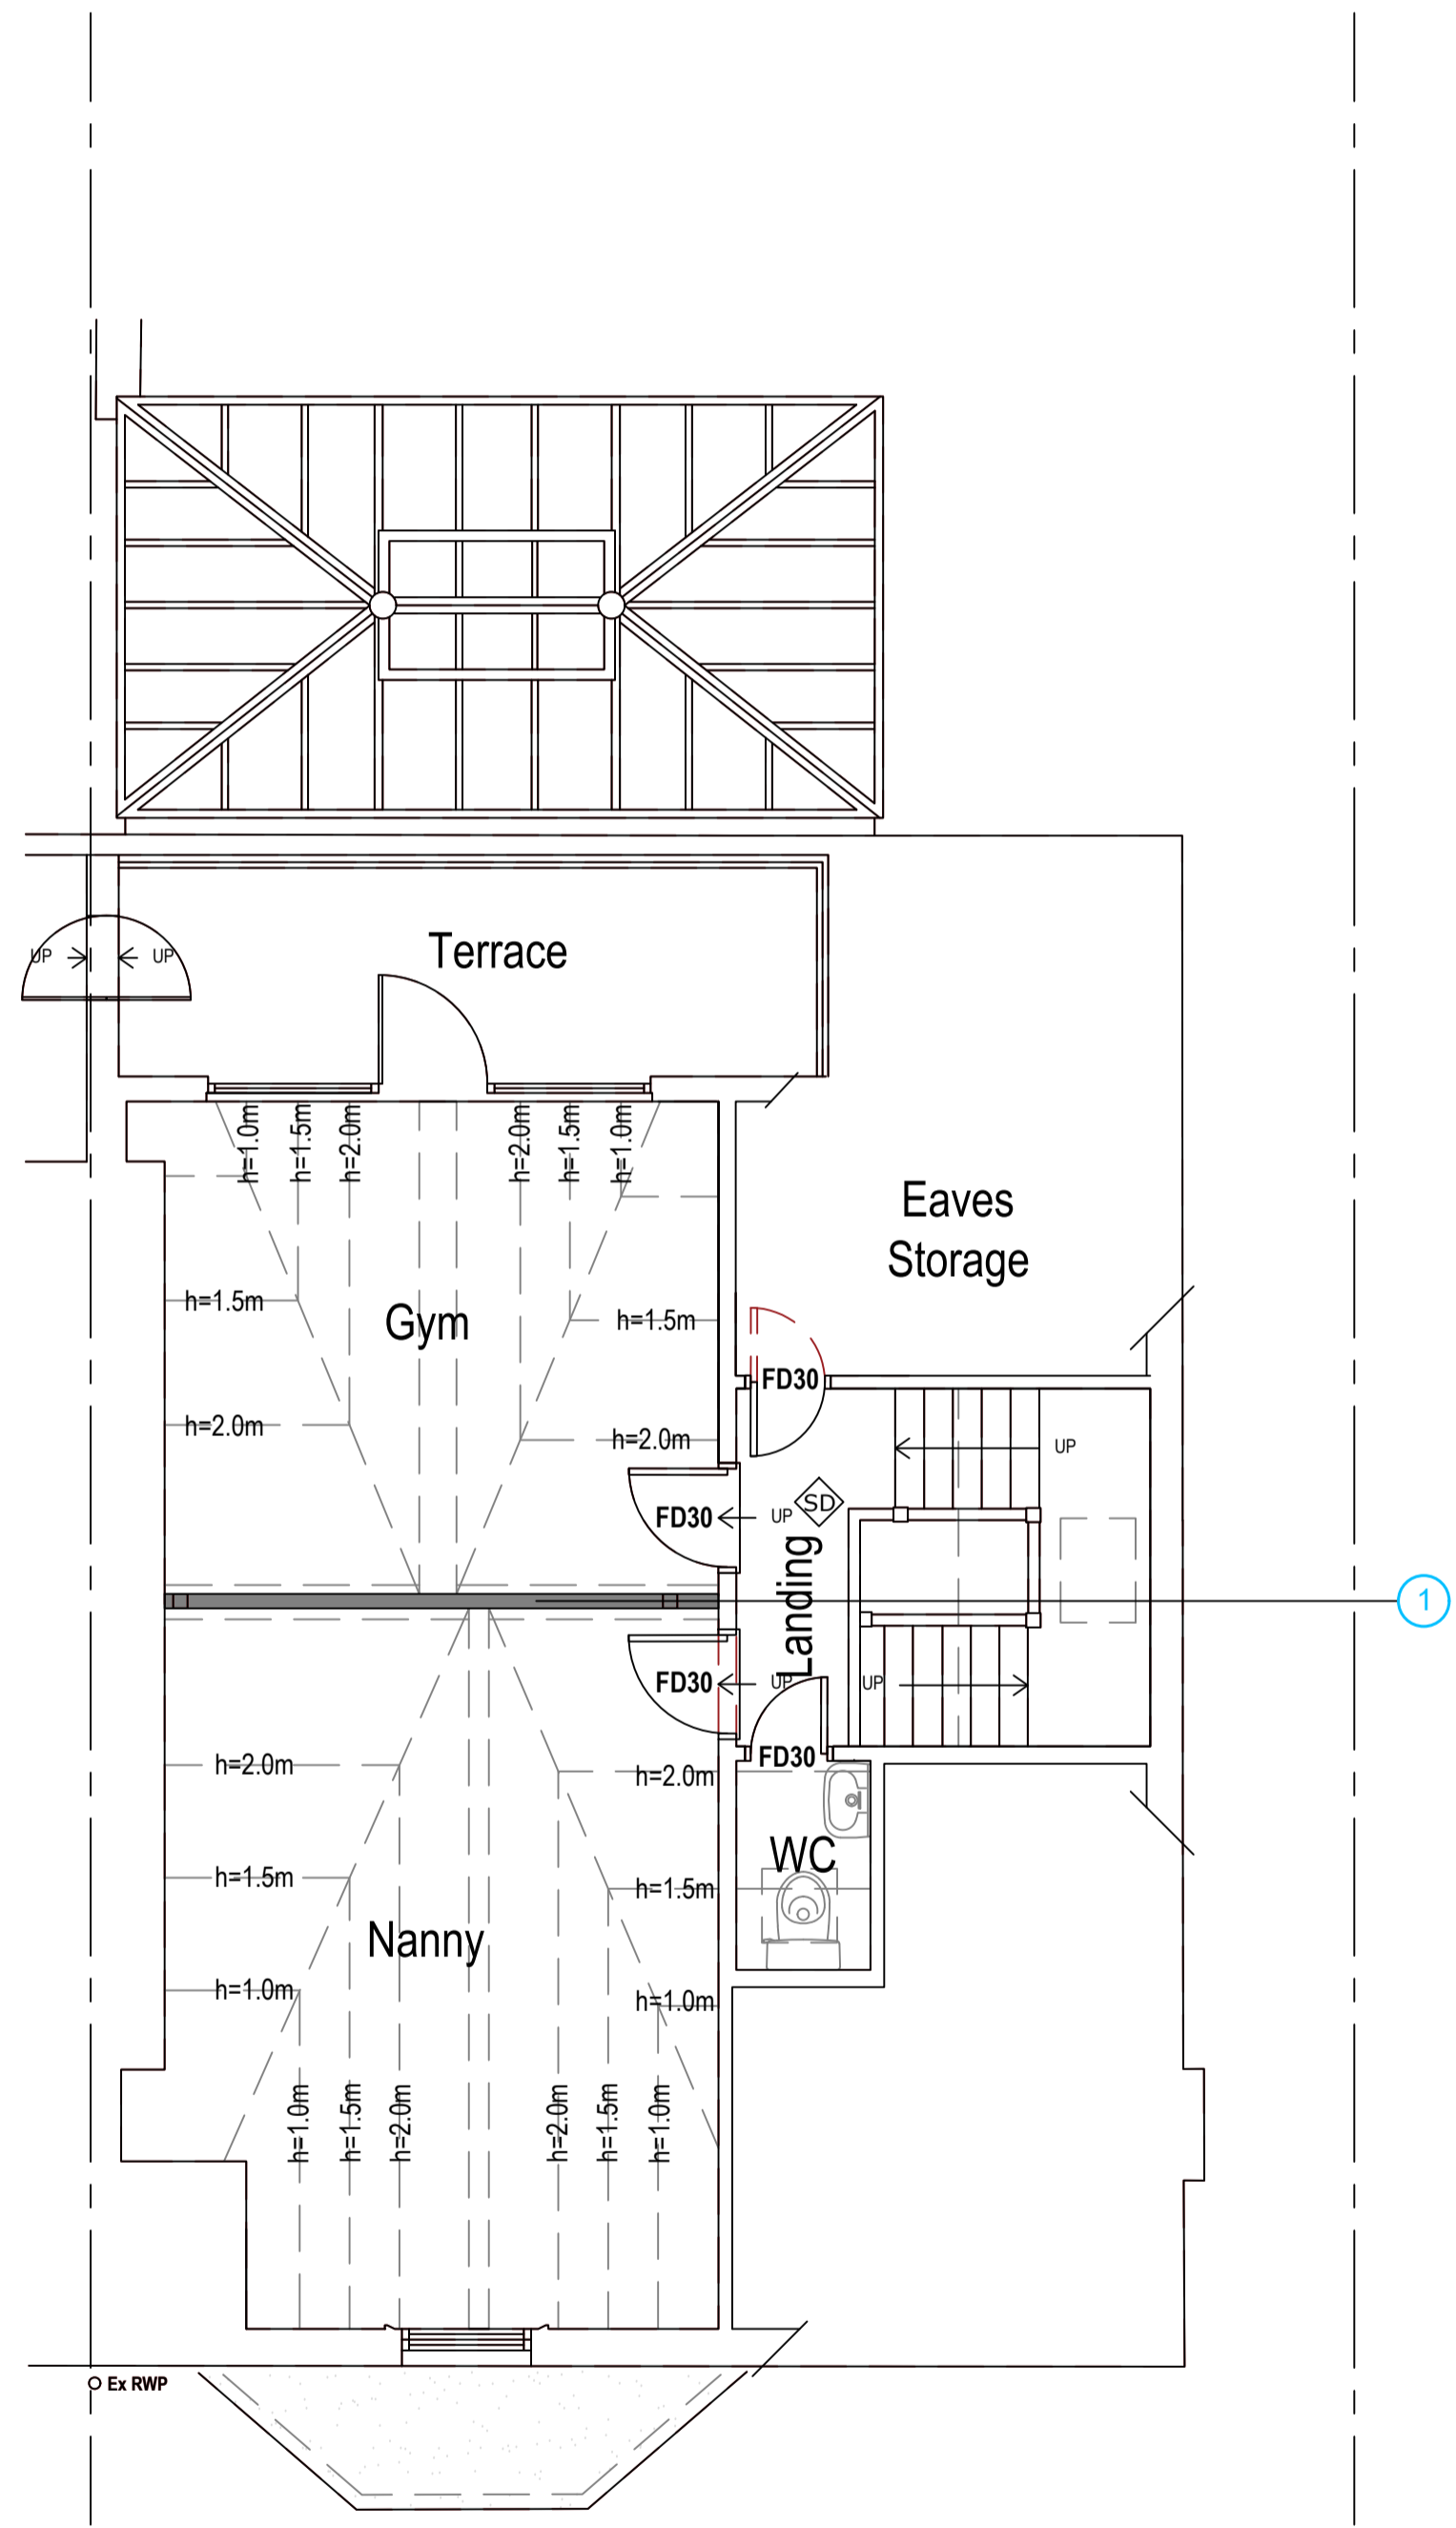 UP
UP
Terrace
h=1.0m
h=1.5m
h=2.0m
h=2.0m
h=1.5m
h=1.0m
Eaves
Storage
h=1.5m
Gym
h=1.5m
FD30
h=2.0m
h=2.0m
UP
SD
FD30
UP
Landing
1
FD30
UP
UP
FD30
h=2.0m
h=2.0m
WC
h=1.5m
h=1.5m
Nanny
h=1.0m
h=1.0m
h=1.0m
h=1.5m
h=2.0m
h=2.0m
h=1.5m
h=1.0m
Ex RWP